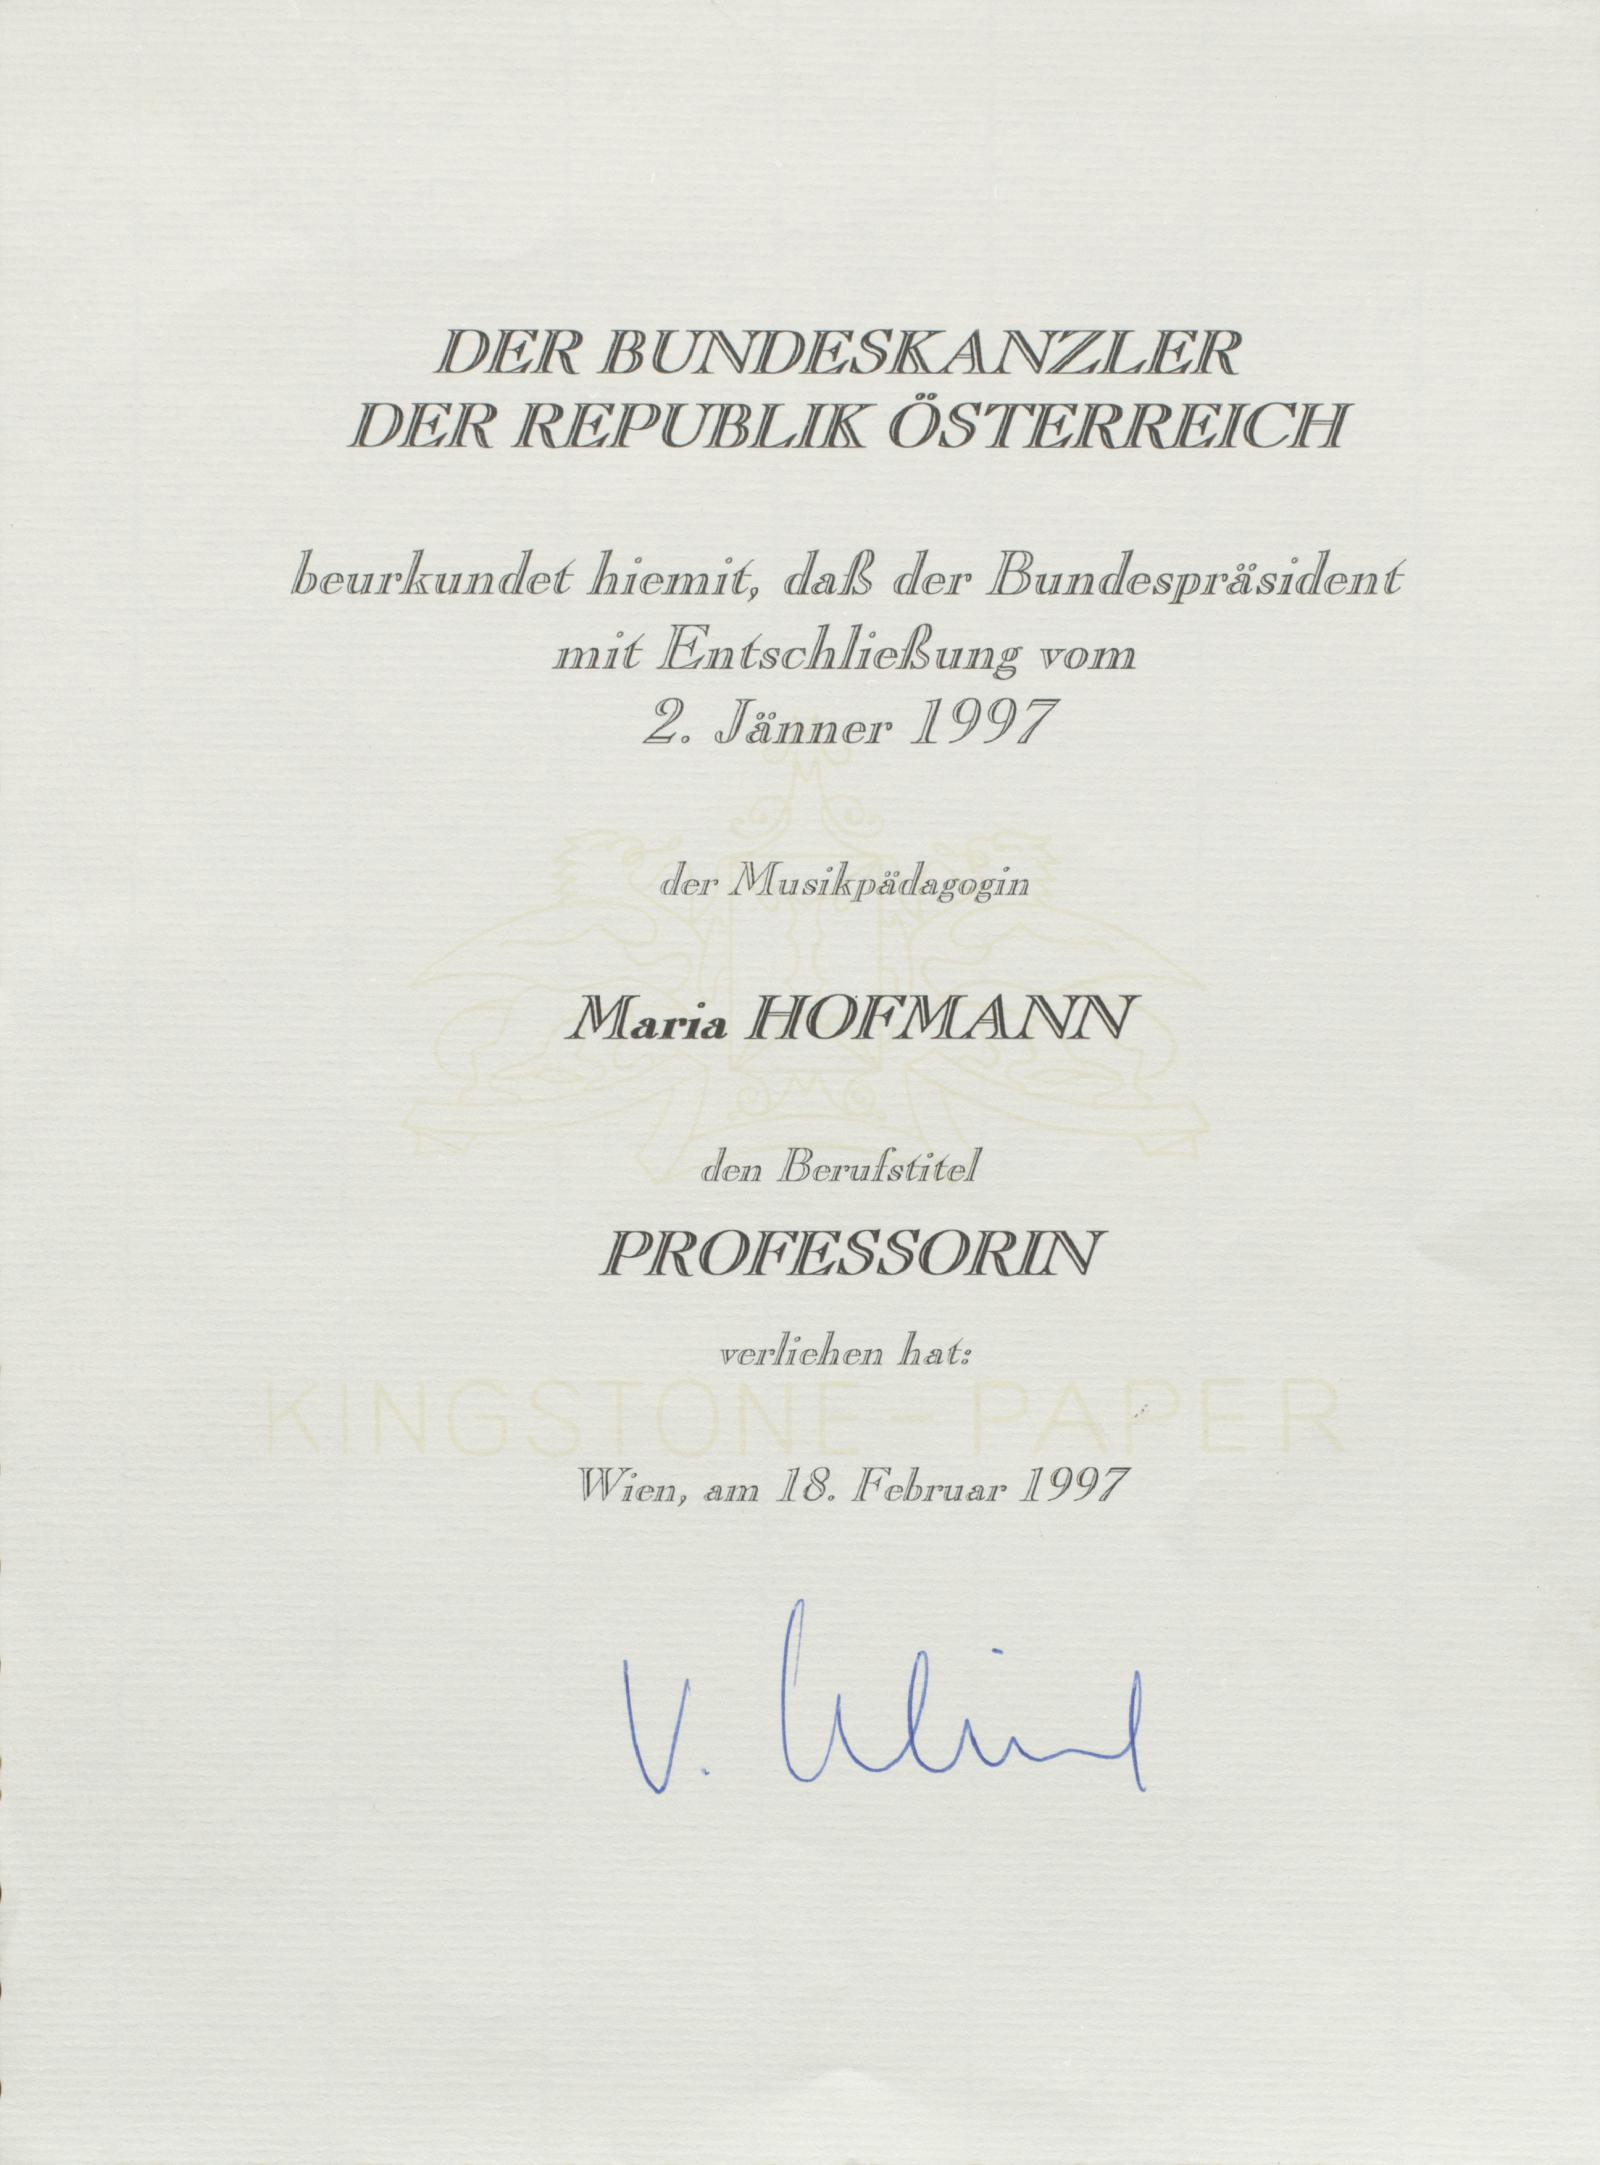 DER BUNDESKANZLER
DER REPUBLIK ÖSTERREICH
beurkundet hiemit, daß der Bundespräsident
mit Entschließung vom
2. Jänner 1997
der Musikpädagogin
Maria HOFMANN
den Berufstitel
PROFESSORIN
verliehen hat:
KINGSTONE-PAPER
Wien, am 18. Februar 1997
V.